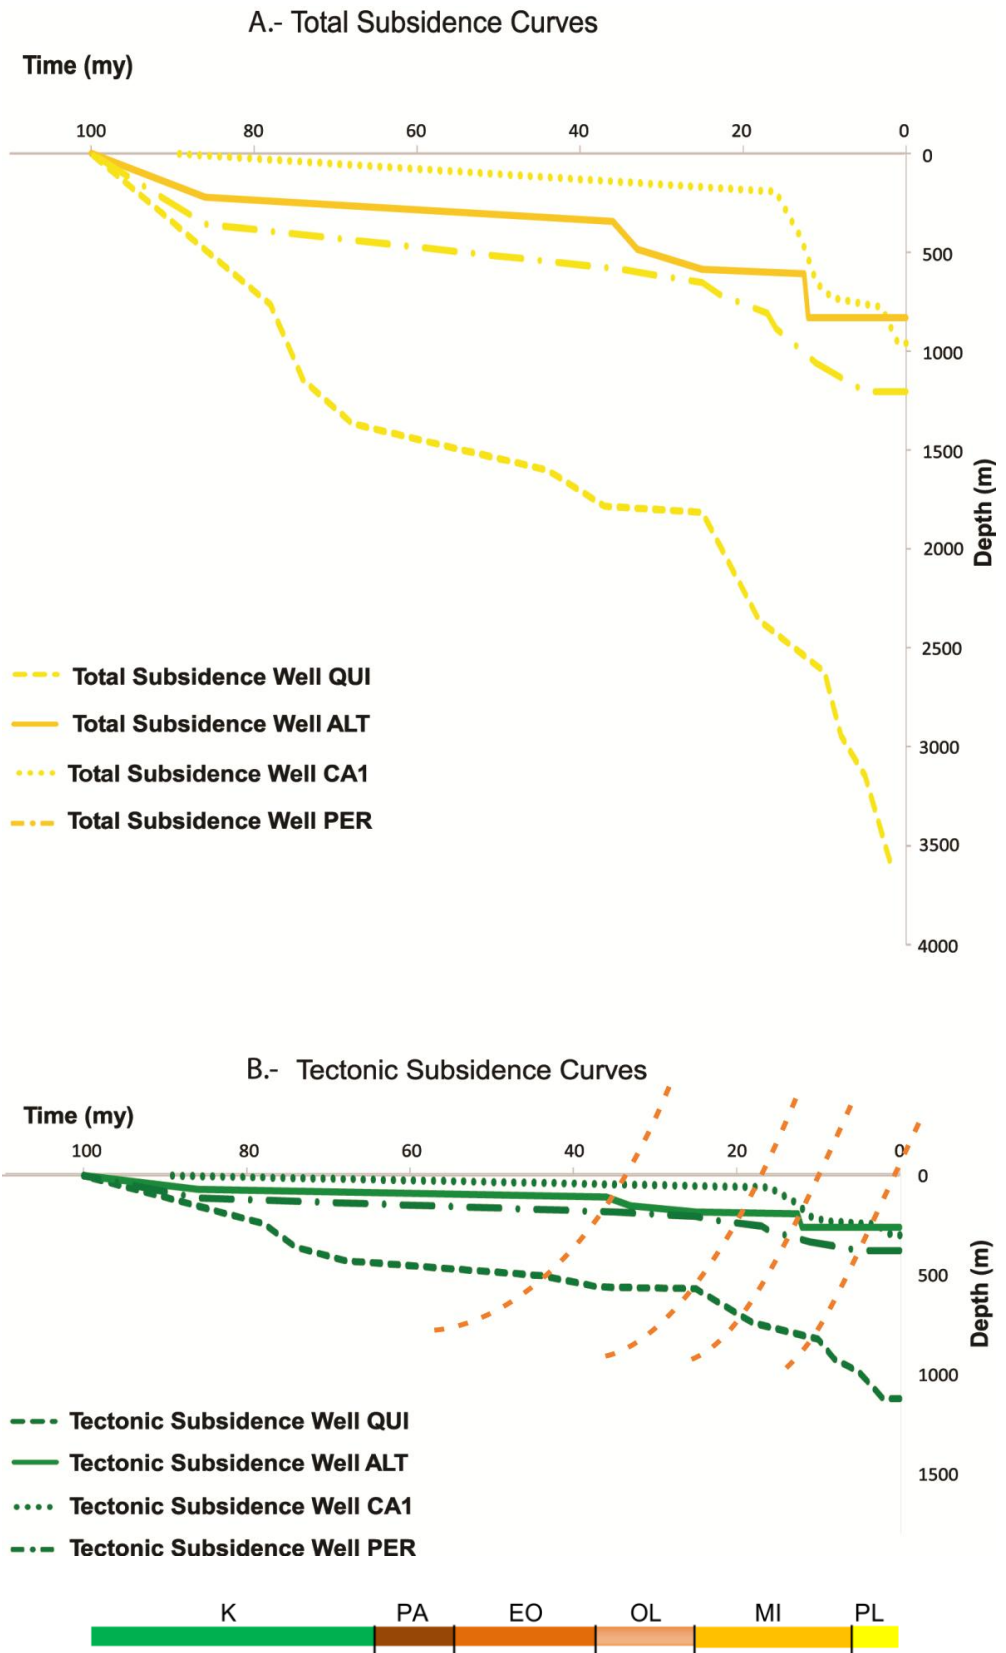 A.- Total Subsidence Curves
Time (my)
100 80 60 40 20 0
0
500
1000
1500
2000
2500
3000
3500
4000
Depth (m)
Total Subsidence Well QUI
Total Subsidence Well ALT
Total Subsidence Well CA1
Total Subsidence Well PER
B.- Tectonic Subsidence Curves
Time (my)
100 80 60 40 20 0
0
500
1000
1500
Depth (m)
Tectonic Subsidence Well QUI
Tectonic Subsidence Well ALT
Tectonic Subsidence Well CA1
Tectonic Subsidence Well PER
K PA EO OL MI PL